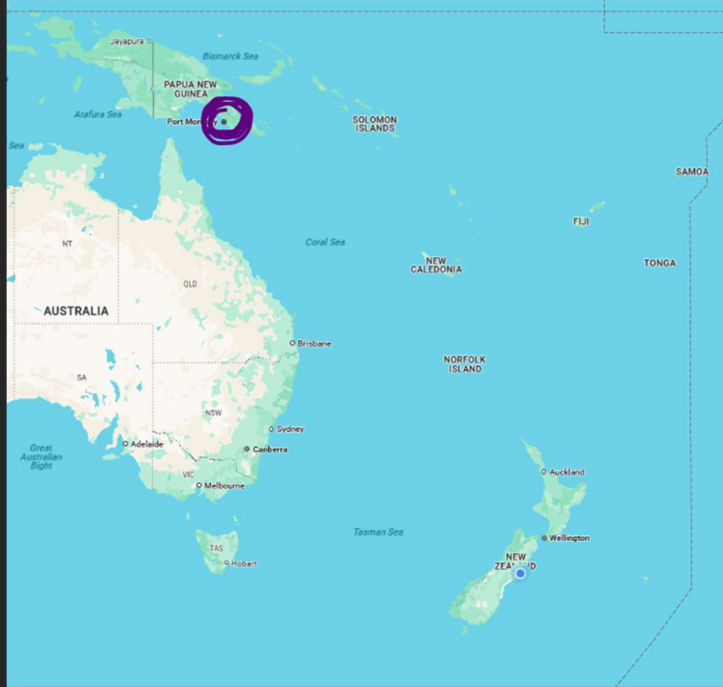 Jayapura
Bismarck Sea
PAPUA NEW
GUINEA
Arafura Sea
SOLOMON
ISLANDS
Sea
SAMOA
NT
Coral Sea
FIJI
NEW
CALEDONIA
TONGA
QLD
AUSTRALIA
Brisbane
NORFOLK
ISLAND
SA
NSW
Sydney
Adelaide
Canberra
Great
Australian
Bight
VIC
Melbourne
Auckland
Tasman Sea
Wellington
TAS
Hobart
NEW
Port